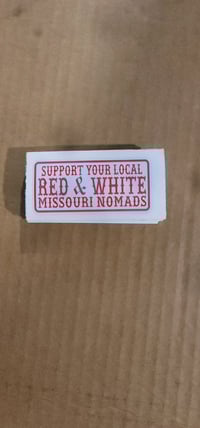 SUPPORT YOUR LOCAL
RED & WHITE
MISSOURI NOMADS